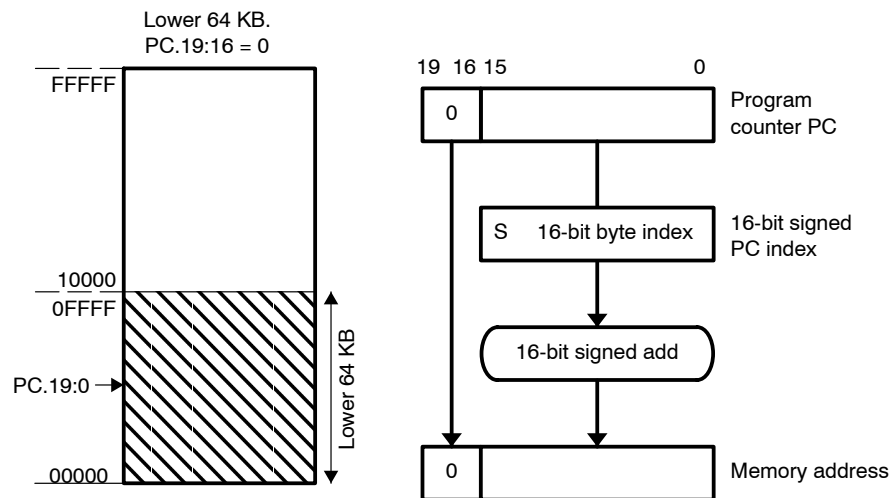 Lower 64 KB.
PC.19:16 = 0
FFFFF
10000
0FFFF
PC.19:0
00000
Lower 64 KB
19 16 15 0
0
Program
counter PC
S 16-bit byte index
16-bit signed
PC index
16-bit signed add
0
Memory address